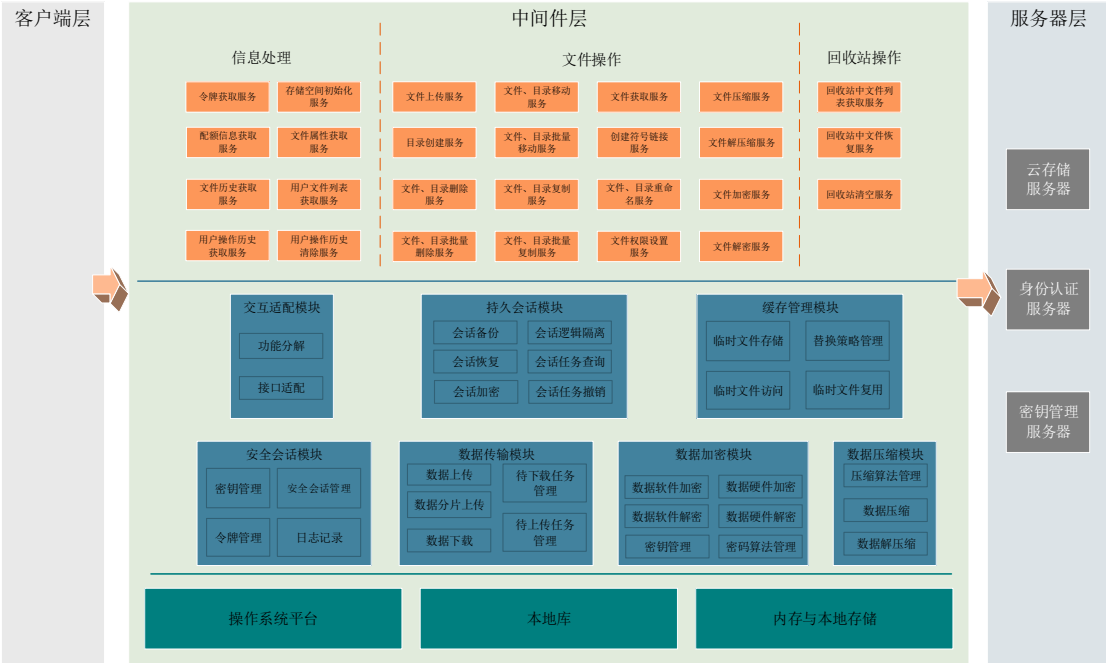 客户端层
中间件层
服务器层
信息处理
文件操作
回收站操作
令牌获取服务
存储空间初始化
服务
文件上传服务
文件、目录移动
服务
文件获取服务
文件压缩服务
回收站中文件列
表获取服务
配额信息获取
服务
文件属性获取
服务
目录创建服务
文件、目录批量
移动服务
创建符号链接
服务
文件解压缩服务
回收站中文件恢
复服务
文件历史获取
服务
用户文件列表
获取服务
文件、目录删除
服务
文件、目录复制
服务
文件、目录重命
名服务
文件加密服务
回收站清空服务
用户操作历史
获取服务
用户操作历史
清除服务
文件、目录批量
删除服务
文件、目录批量
复制服务
文件权限设置
服务
文件解密服务
云存储
服务器
身份认证
服务器
密钥管理
服务器
交互适配模块
功能分解
接口适配
持久会话模块
会话备份
会话逻辑隔离
会话恢复
会话任务查询
会话加密
会话任务撤销
缓存管理模块
临时文件存储
替换策略管理
临时文件访问
临时文件复用
安全会话模块
密钥管理
安全会话管理
令牌管理
日志记录
数据传输模块
数据上传
待下载任务
管理
数据分片上传
数据下载
待上传任务
管理
数据加密模块
数据软件加密
数据硬件加密
数据软件解密
数据硬件解密
密钥管理
密码算法管理
数据压缩模块
压缩算法管理
数据压缩
数据解压缩
操作系统平台
本地库
内存与本地存储